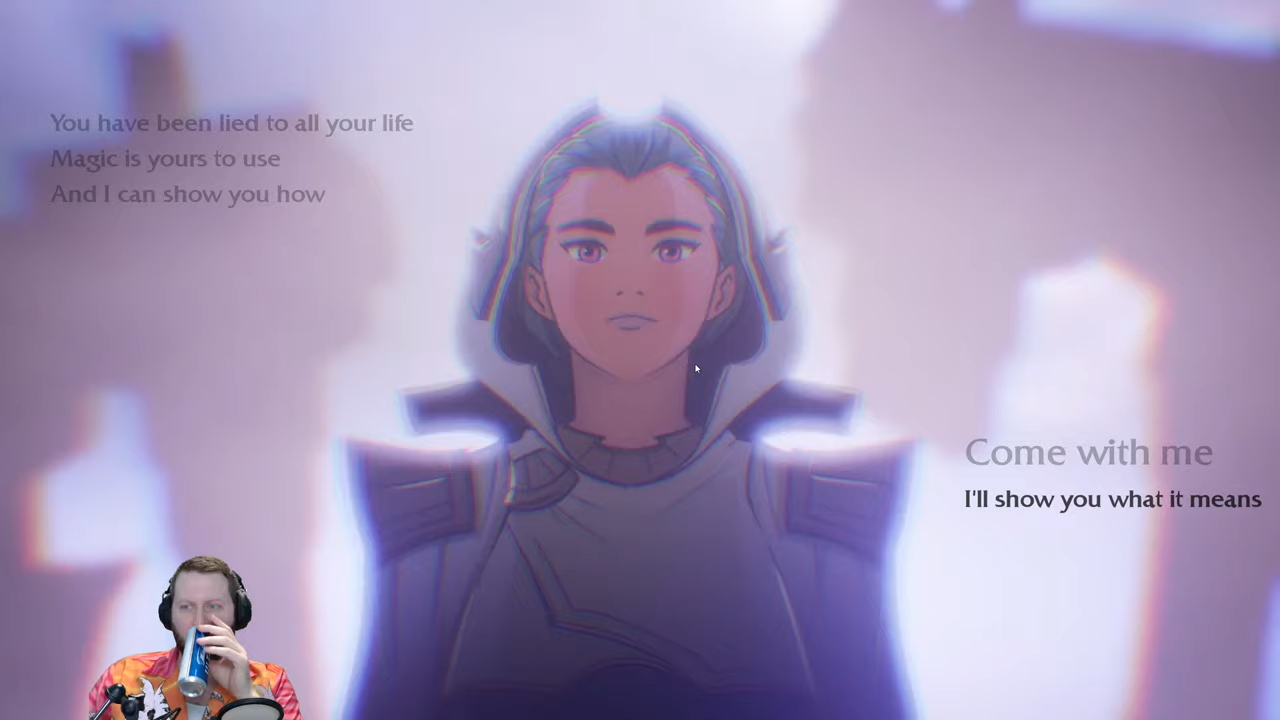 You have been lied to all your life
Magic is yours to use
And I can show you how
Come with me
I'll show you what it means